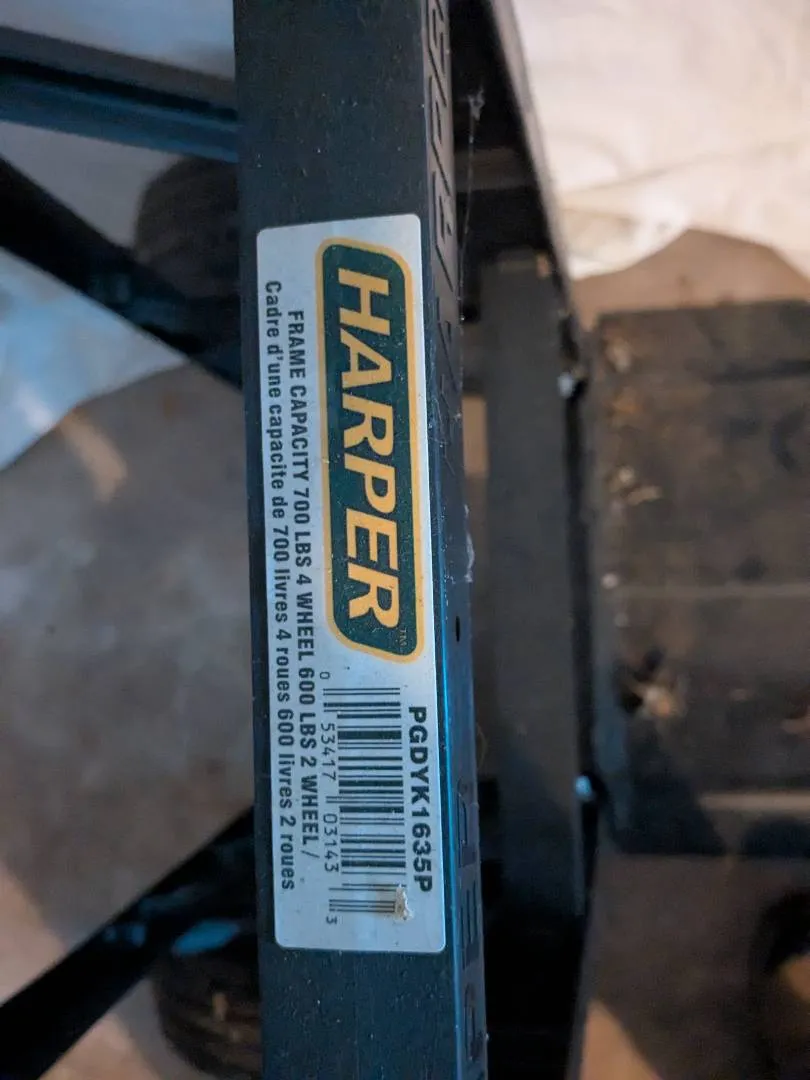 HARPER™
PGDYK1635P
0 53417 03143 3
FRAME CAPACITY 700 LBS 4 WHEEL 600 LBS 2 WHEEL /
Cadre d'une capacite de 700 livres 4 roues 600 livres 2 roues